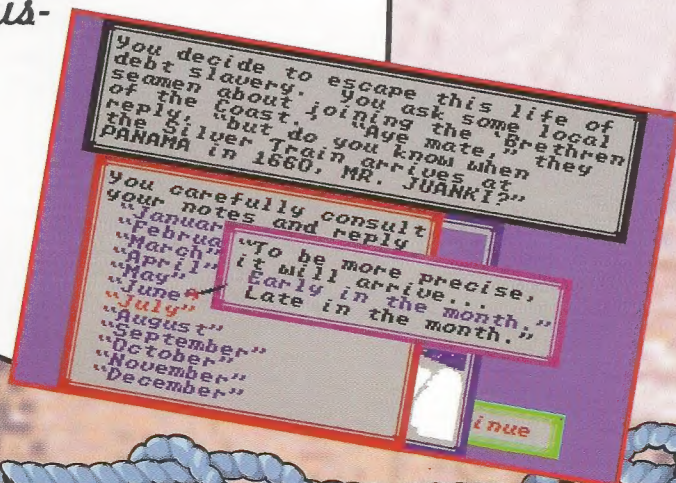 us-
you decide to escape this life of
debt slavery. you ask some local
seamen about joining the "Brethren
of the Coast." "Aye mate," they
reply, "but do you know when
the Silver Train arrives at
PANAMA in 1660, MR. JUANKI?"
you carefully consult
your notes and reply
"Januar
"Februa
"March"
"April"
"May"
"June"
"July"
"August"
"September"
"October"
"November"
"December"
"To be more precise,
it will arrive...
Early in the month,"
Late in the month."
inue